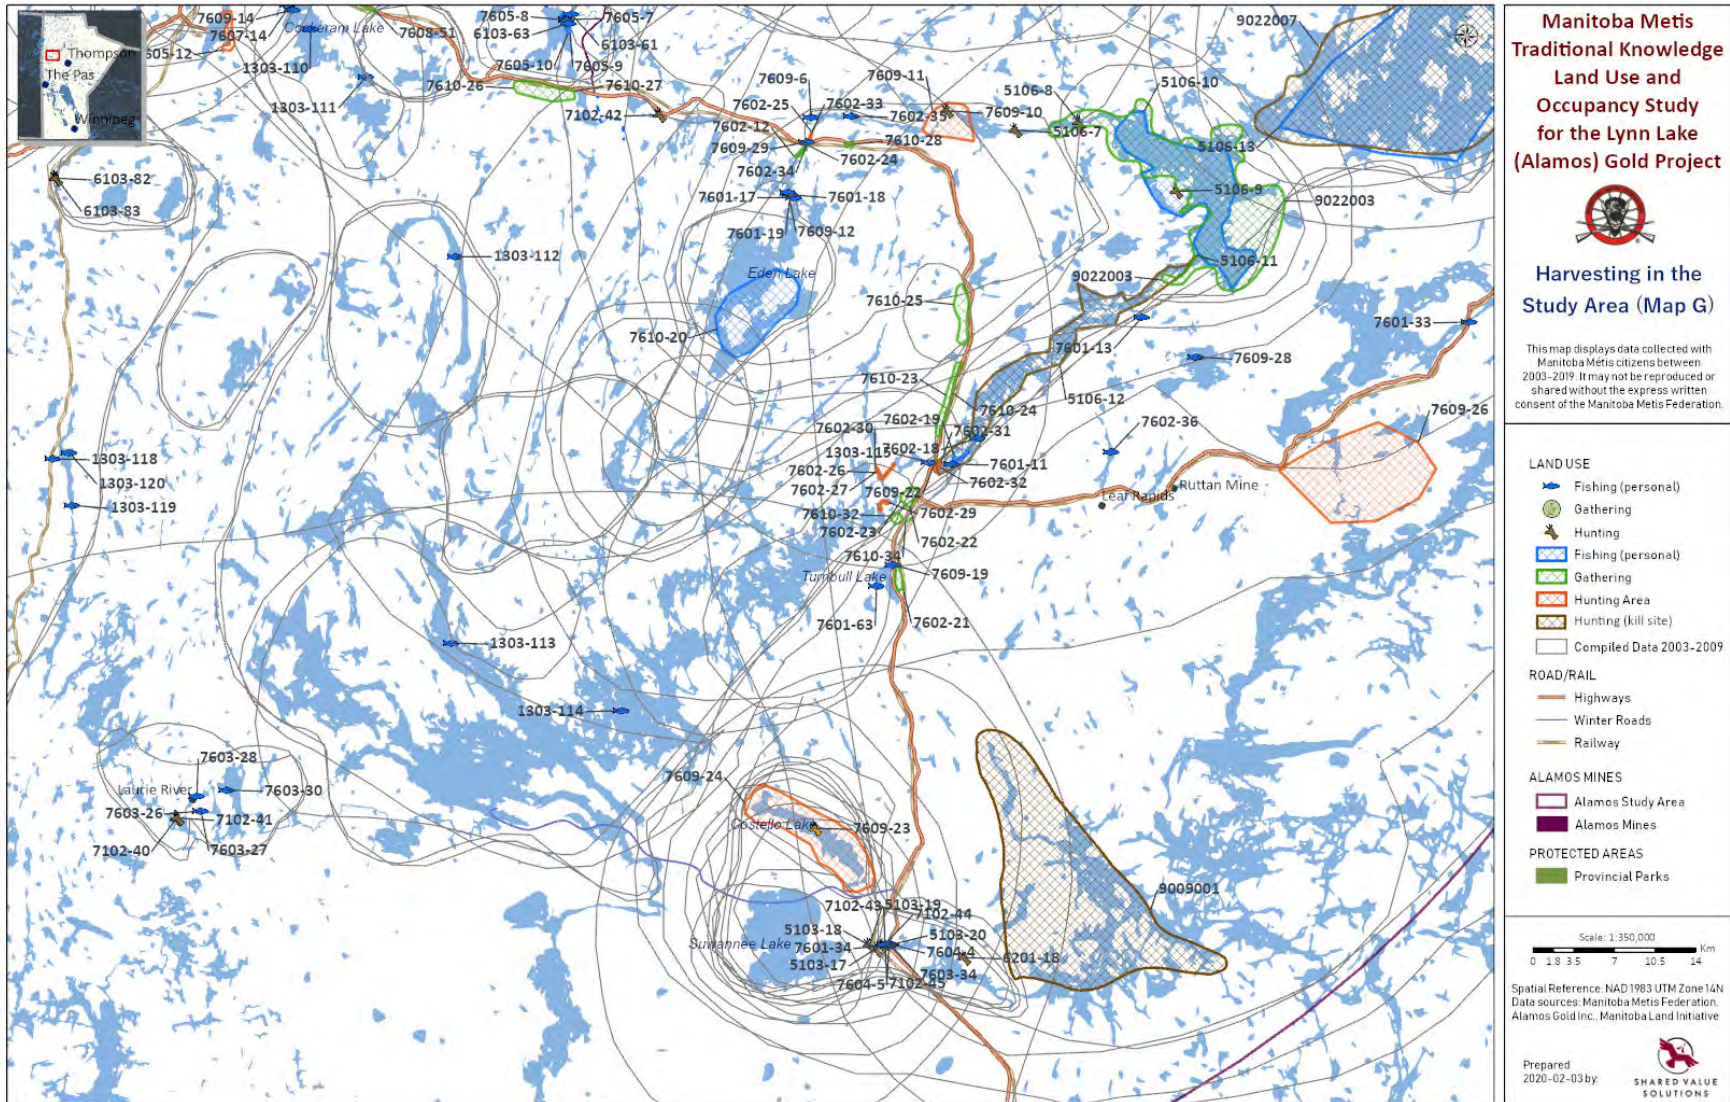 7609-14
7607-14
605-12
Cockeram Lake
7608-51
1303-110
1303-111
7605-8
6103-63
7605-7
6103-61
7605-10
7605-9
7610-26
7610-27
7102-42
7609-6
7602-25
7602-33
7602-35
7602-12
7609-29
7610-28
7602-24
7602-34
7609-11
7609-10
5106-8
5106-7
5106-10
9022007
5106-13
5106-9
9022003
5106-11
9022003
Thompson
The Pas
Winnipeg
6103-82
6103-83
7601-17
7601-18
7601-19
7609-12
1303-112
Eden Lake
7610-20
7610-25
7601-13
7609-28
7601-33
7610-23
5106-12
7610-24
7602-19
7602-30
7602-31
7602-36
7609-26
1303-115
7602-18
7602-26
7601-11
7602-32
7602-27
7609-22
Leaf Rapids
Ruttan Mine
7610-32
7602-29
7602-23
7602-22
1303-118
1303-120
1303-119
7610-34
Turnbull Lake
7609-19
7601-63
7602-21
1303-113
1303-114
7603-28
Laurie River
7603-30
7603-26
7102-41
7102-40
7603-27
7609-24
Costello Lake
7609-23
9009001
7102-43
5103-19
7102-44
5103-18
5103-20
Suwannee Lake
7601-34
7604-4
6201-18
5103-17
7603-34
7604-5
7102-45
Manitoba Metis
Traditional Knowledge
Land Use and
Occupancy Study
for the Lynn Lake
(Alamos) Gold Project
Harvesting in the
Study Area (Map G)
This map displays data collected with
Manitoba Métis citizens between
2003-2019. It may not be reproduced or
shared without the express written
consent of the Manitoba Metis Federation.
LAND USE
Fishing (personal)
Gathering
Hunting
Fishing (personal)
Gathering
Hunting Area
Hunting (kill site)
Compiled Data 2003-2009
ROAD/RAIL
Highways
Winter Roads
Railway
ALAMOS MINES
Alamos Study Area
Alamos Mines
PROTECTED AREAS
Provincial Parks
Scale: 1:350,000
Km
0 1.8 3.5 7 10.5 14
Spatial Reference: NAD 1983 UTM Zone 14N
Data sources: Manitoba Metis Federation,
Alamos Gold Inc., Manitoba Land Initiative
Prepared
2020-02-03 by:
SHARED VALUE
SOLUTIONS